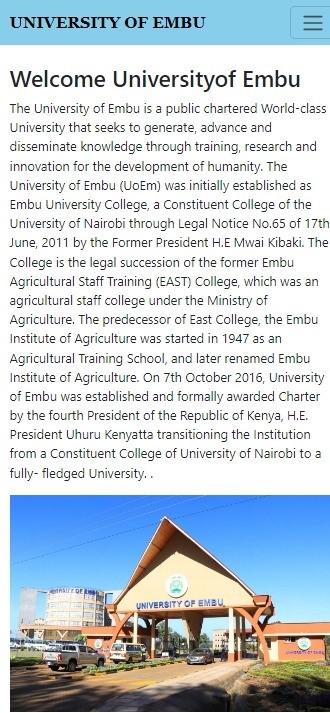 UNIVERSITY OF EMBU
Welcome Universityof Embu
The University of Embu is a public chartered World-class
University that seeks to generate, advance and
disseminate knowledge through training, research and
innovation for the development of humanity. The
University of Embu (UoEm) was initially established as
Embu University College, a Constituent College of the
University of Nairobi through Legal Notice No.65 of 17th
June, 2011 by the Former President H.E Mwai Kibaki. The
College is the legal succession of the former Embu
Agricultural Staff Training (EAST) College, which was an
agricultural staff college under the Ministry of
Agriculture. The predecessor of East College, the Embu
Institute of Agriculture was started in 1947 as an
Agricultural Training School, and later renamed Embu
Institute of Agriculture. On 7th October 2016, University
of Embu was established and formally awarded Charter
by the fourth President of the Republic of Kenya, H.E.
President Uhuru Kenyatta transitioning the Institution
from a Constituent College of University of Nairobi to a
fully- fledged University. .
UNIVERSITY OF EMBU
UNIVERSITY OF EMBU